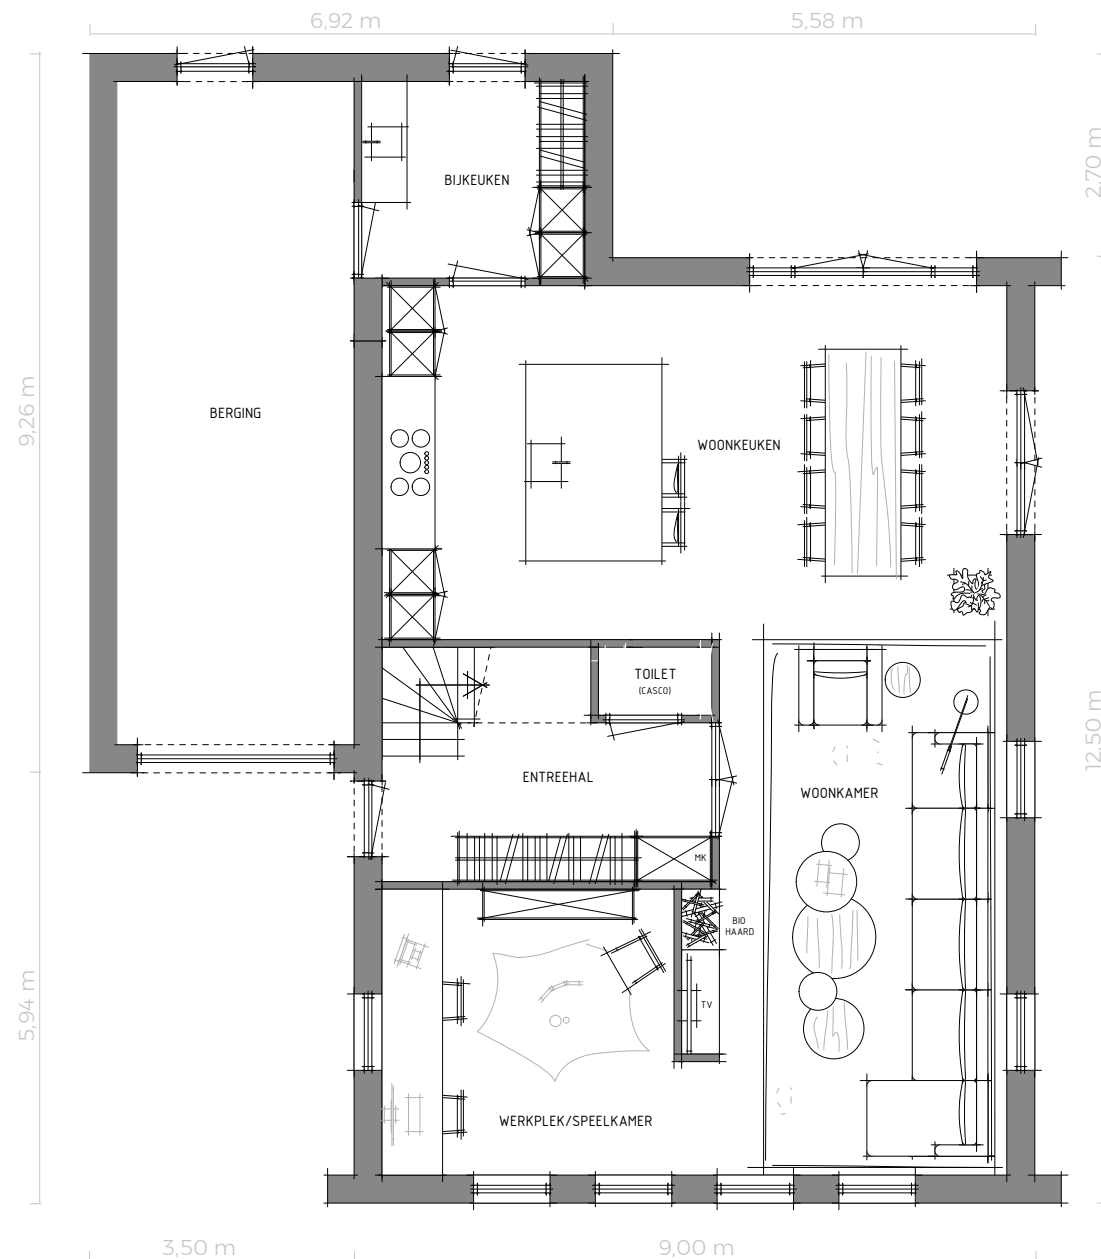 6,92 m
5,58 m
2.70 m
BIJKEUKEN
9,26 m
BERGING
WOONKEUKEN
TOILET
(CASCO)
12.50 m
ENTREEHAL
WOONKAMER
MK
BIO
HAARD
TV
5,94 m
WERKPLEK/SPEELKAMER
3,50 m
9,00 m